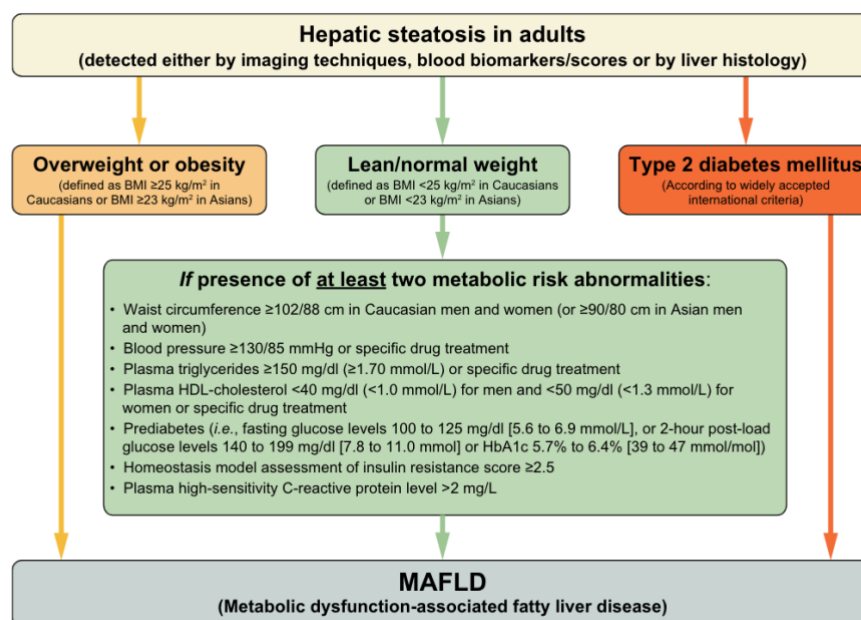 Hepatic steatosis in adults
(detected either by imaging techniques, blood biomarkers/scores or by liver histology)
Overweight or obesity
(defined as BMI ≥25 kg/m² in
Caucasians or BMI ≥23 kg/m² in Asians)
Lean/normal weight
(defined as BMI <25 kg/m² in Caucasians
or BMI <23 kg/m² in Asians)
Type 2 diabetes mellitus
(According to widely accepted
international criteria)
If presence of at least two metabolic risk abnormalities:
• Waist circumference ≥102/88 cm in Caucasian men and women (or ≥90/80 cm in Asian men
and women)
• Blood pressure ≥130/85 mmHg or specific drug treatment
• Plasma triglycerides ≥150 mg/dl (≥1.70 mmol/L) or specific drug treatment
• Plasma HDL-cholesterol <40 mg/dl (<1.0 mmol/L) for men and <50 mg/dl (<1.3 mmol/L) for
women or specific drug treatment
• Prediabetes (i.e., fasting glucose levels 100 to 125 mg/dl [5.6 to 6.9 mmol/L], or 2-hour post-load
glucose levels 140 to 199 mg/dl [7.8 to 11.0 mmol] or HbA1c 5.7% to 6.4% [39 to 47 mmol/mol])
• Homeostasis model assessment of insulin resistance score ≥2.5
• Plasma high-sensitivity C-reactive protein level >2 mg/L
MAFLD
(Metabolic dysfunction-associated fatty liver disease)